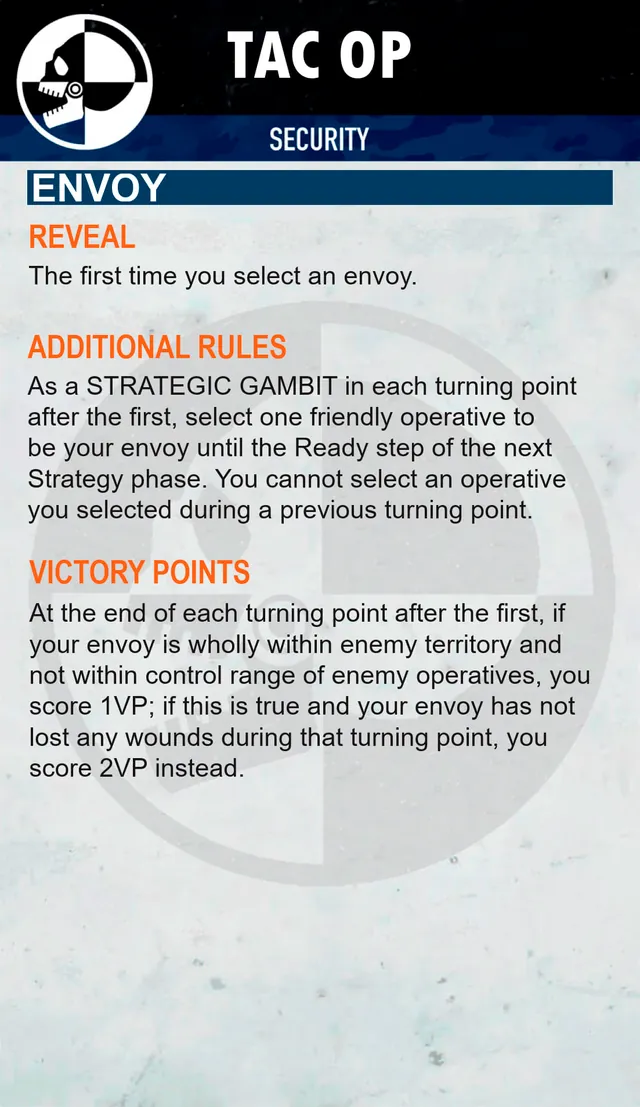 TAC OP
SECURITY
ENVOY
REVEAL
The first time you select an envoy.
ADDITIONAL RULES
As a STRATEGIC GAMBIT in each turning point
after the first, select one friendly operative to
be your envoy until the Ready step of the next
Strategy phase. You cannot select an operative
you selected during a previous turning point.
VICTORY POINTS
At the end of each turning point after the first, if
your envoy is wholly within enemy territory and
not within control range of enemy operatives, you
score 1VP; if this is true and your envoy has not
lost any wounds during that turning point, you
score 2VP instead.